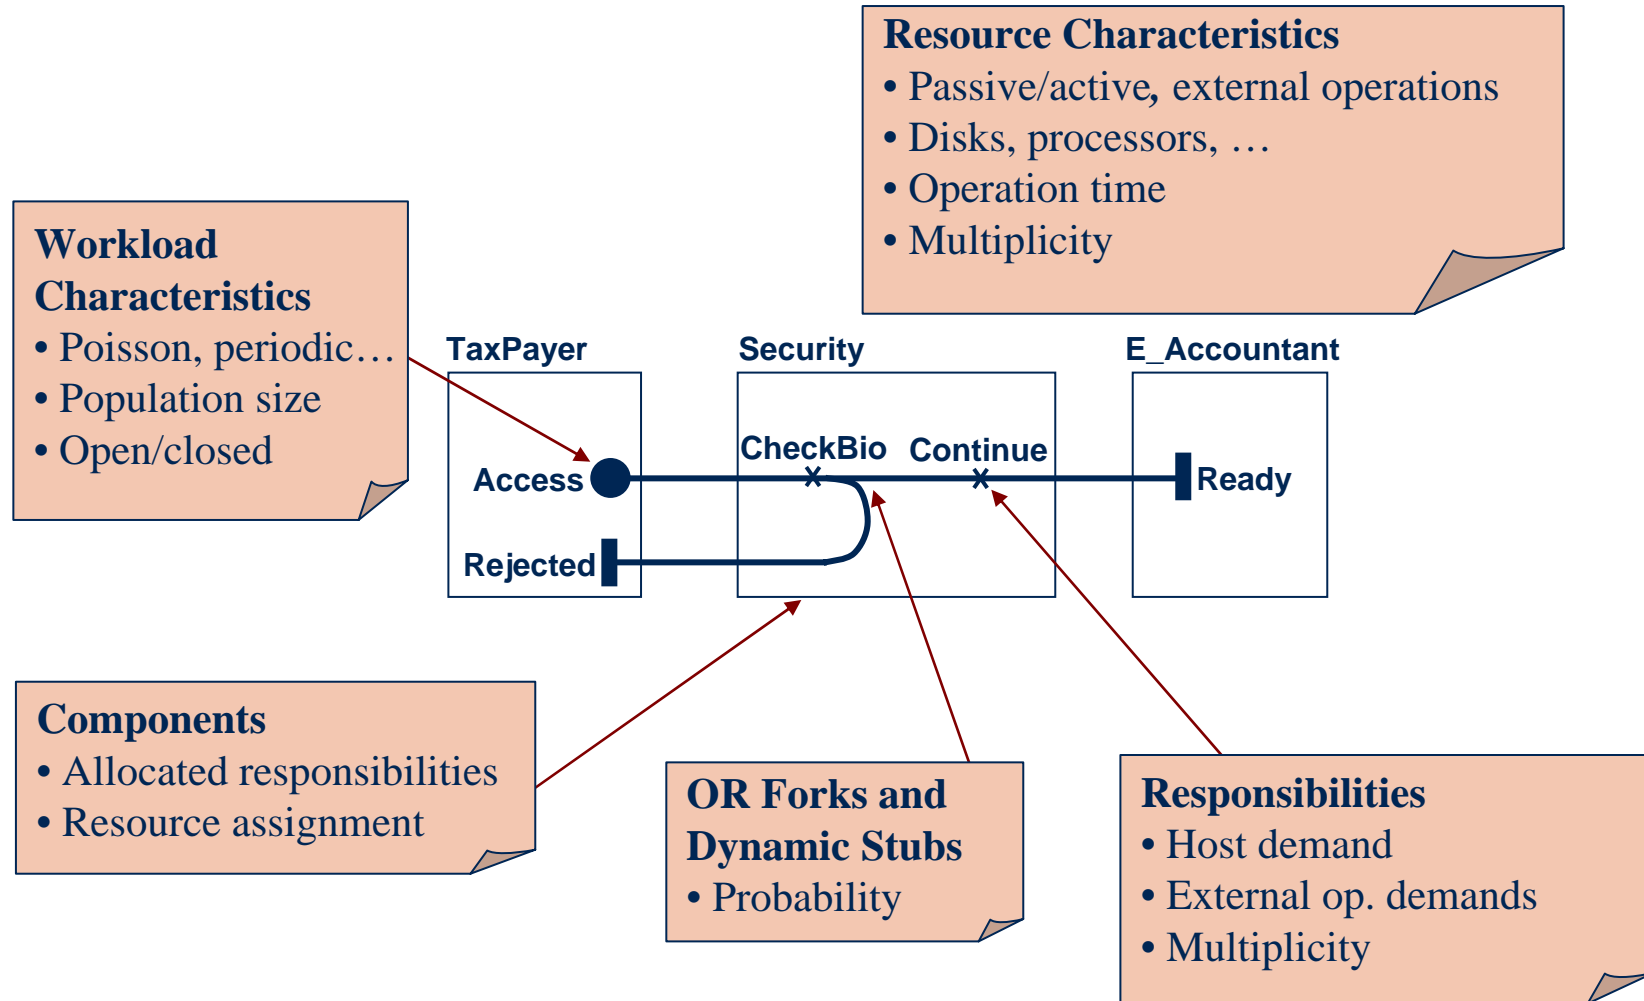 Resource Characteristics
• Passive/active, external operations
• Disks, processors, …
• Operation time
• Multiplicity
Workload
Characteristics
• Poisson, periodic…
• Population size
• Open/closed
TaxPayer
Security
E_Accountant
CheckBio
Continue
Access
Ready
Rejected
Components
• Allocated responsibilities
• Resource assignment
OR Forks and
Dynamic Stubs
• Probability
Responsibilities
• Host demand
• External op. demands
• Multiplicity